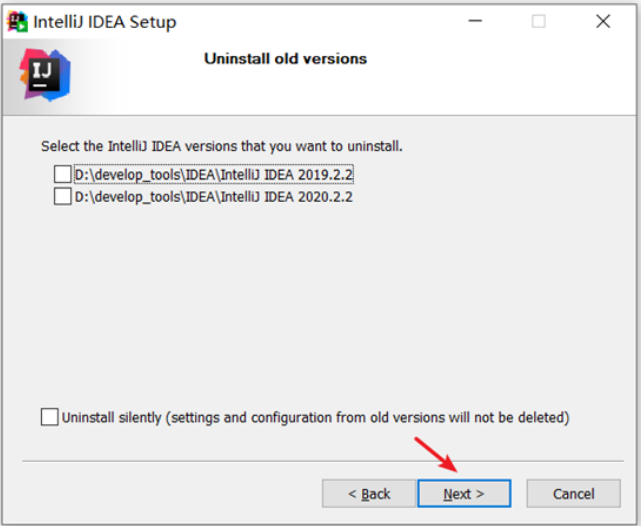 IntelliJ IDEA Setup
Uninstall old versions
IJ
Select the IntelliJ IDEA versions that you want to uninstall.
D:\develop_tools\IDEA\IntelliJ IDEA 2019.2.2
D:\develop_tools\IDEA\IntelliJ IDEA 2020.2.2
Uninstall silently (settings and configuration from old versions will not be deleted)
< Back
Next >
Cancel